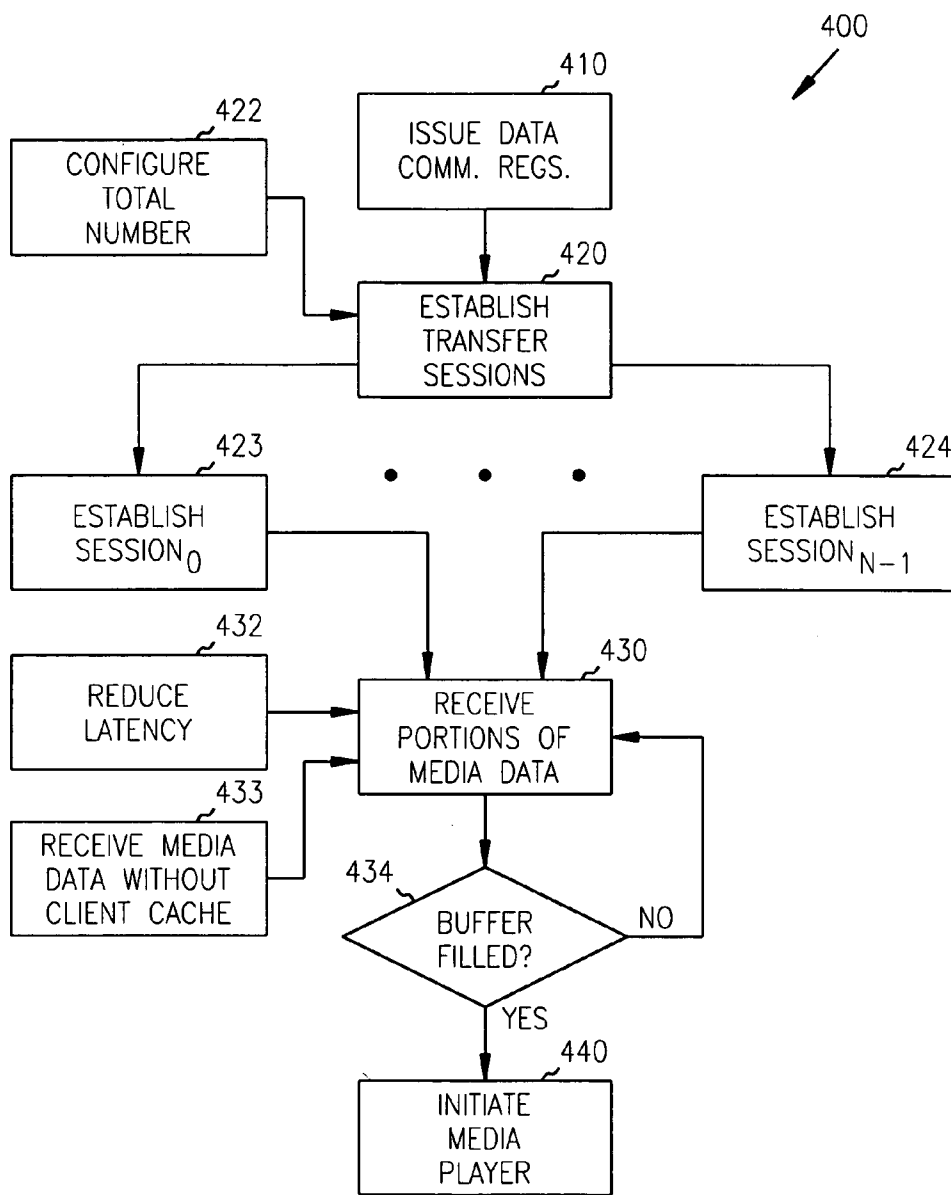 400
410
ISSUE DATA
COMM. REGS.
422
CONFIGURE
TOTAL
NUMBER
420
ESTABLISH
TRANSFER
SESSIONS
423
ESTABLISH
SESSION0
424
ESTABLISH
SESSIONN-1
432
REDUCE
LATENCY
430
RECEIVE
PORTIONS OF
MEDIA DATA
433
RECEIVE MEDIA
DATA WITHOUT
CLIENT CACHE
434
BUFFER
FILLED?
NO
YES
440
INITIATE
MEDIA
PLAYER